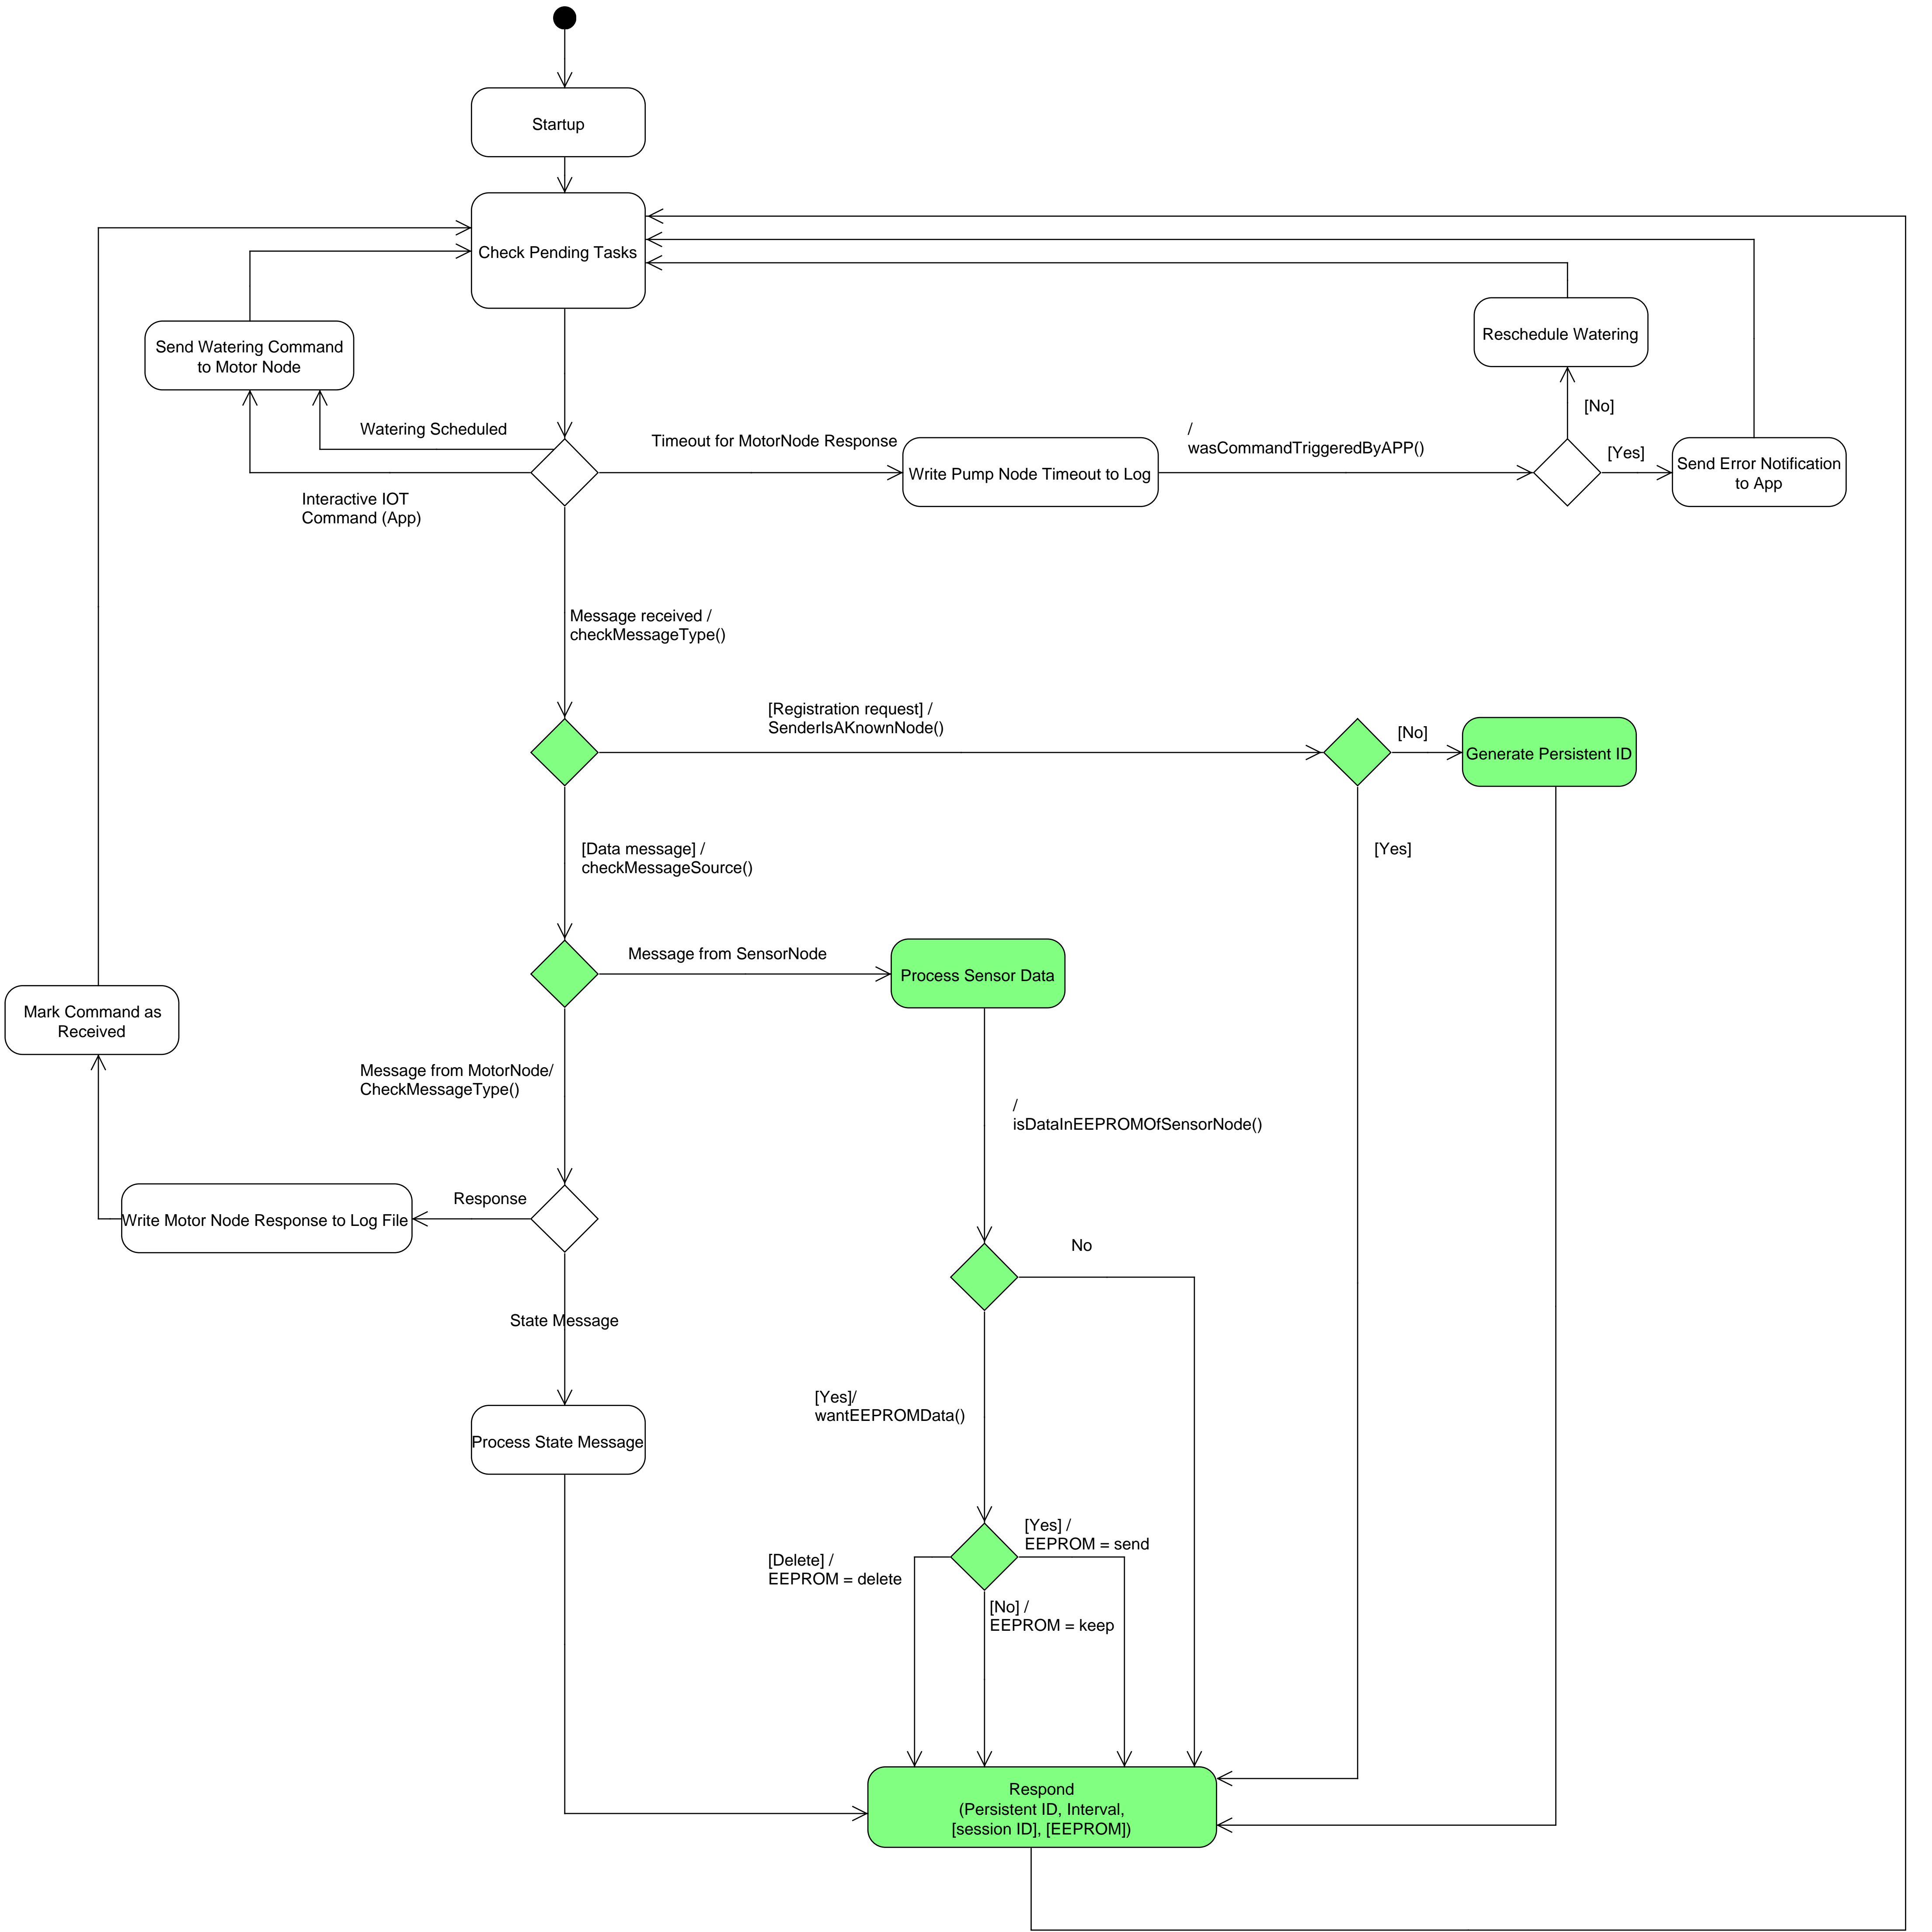 Startup
Check Pending Tasks
Send Watering Command
to Motor Node
Reschedule Watering
[No]
Watering Scheduled
Timeout for MotorNode Response
/
wasCommandTriggeredByAPP()
[Yes]
Write Pump Node Timeout to Log
Send Error Notification
to App
Interactive IOT
Command (App)
Message received /
checkMessageType()
[Registration request] /
SenderIsAKnownNode()
[No]
Generate Persistent ID
[Data message] /
checkMessageSource()
[Yes]
Message from SensorNode
Process Sensor Data
Mark Command as
Received
Message from MotorNode/
CheckMessageType()
/
isDataInEEPROMOfSensorNode()
Response
Write Motor Node Response to Log File
No
State Message
[Yes]/
wantEEPROMData()
Process State Message
[Yes] /
EEPROM = send
[Delete] /
EEPROM = delete
[No] /
EEPROM = keep
Respond
(Persistent ID, Interval,
[session ID], [EEPROM])